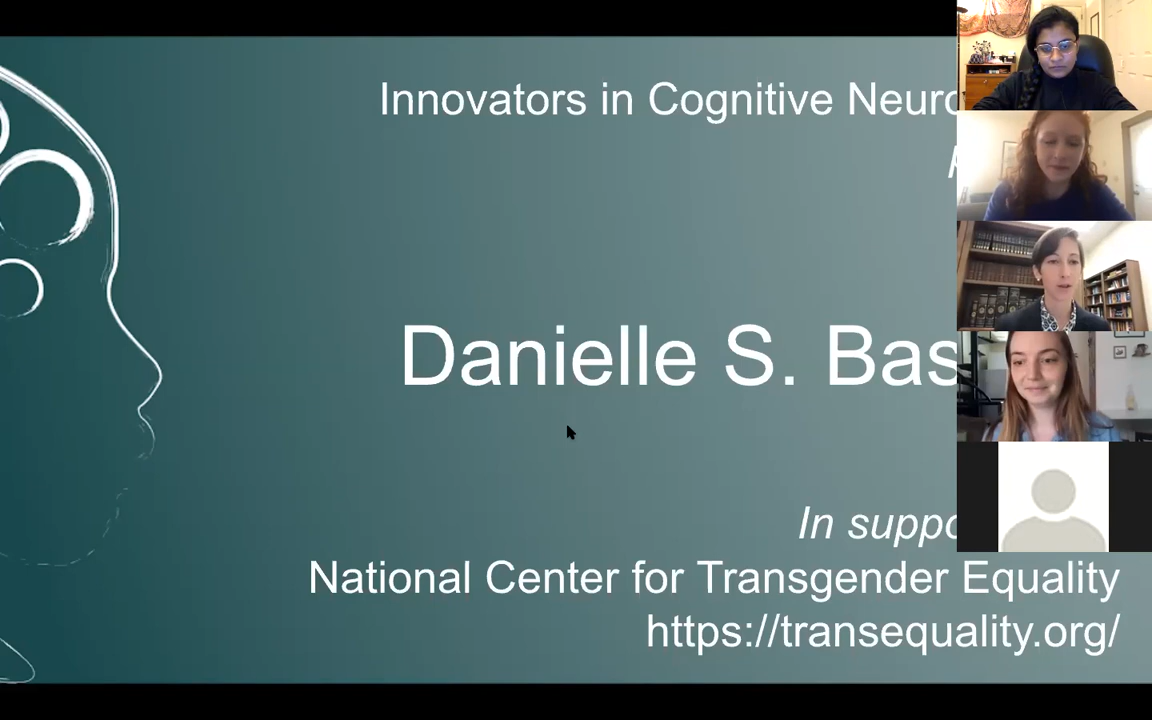 Innovators in Cognitive Neuro
Danielle S. Bas
In suppo
National Center for Transgender Equality
https://transequality.org/